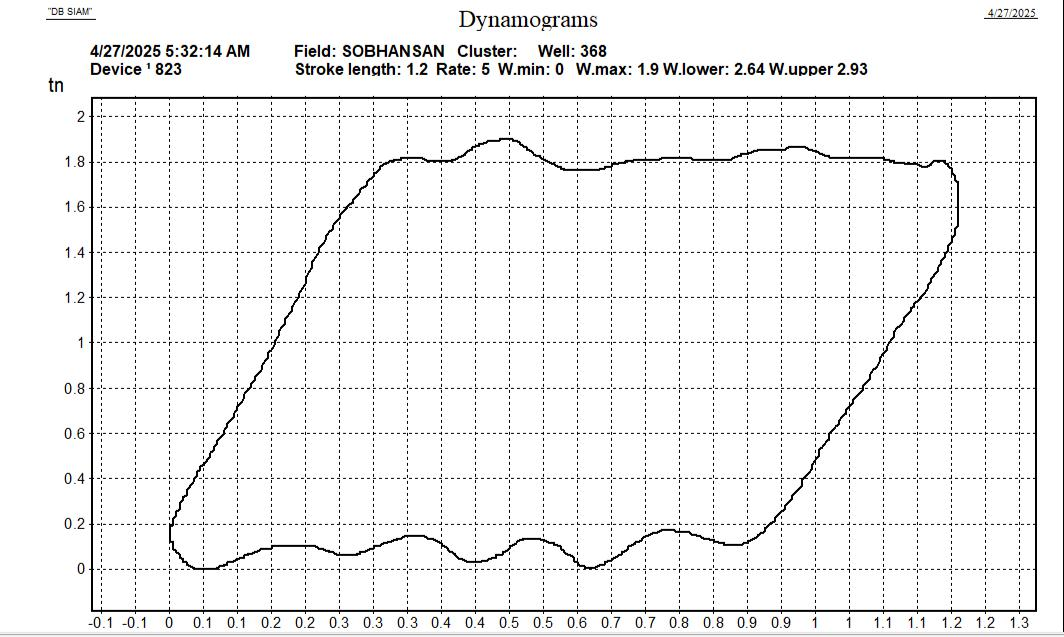 "DB SIAM"
Dynamograms
4/27/2025
4/27/2025 5:32:14 AM Field: SOBHANSAN Cluster: Well: 368
Device ¹ 823 Stroke length: 1.2 Rate: 5 W.min: 0 W.max: 1.9 W.lower: 2.64 W.upper 2.93
tn
2
1.8
1.6
1.4
1.2
1
0.8
0.6
0.4
0.2
0
-0.1 -0.1 0 0.1 0.1 0.2 0.2 0.3 0.3 0.4 0.4 0.5 0.5 0.6 0.6 0.7 0.7 0.8 0.8 0.9 0.9 1 1 1.1 1.1 1.2 1.2 1.3